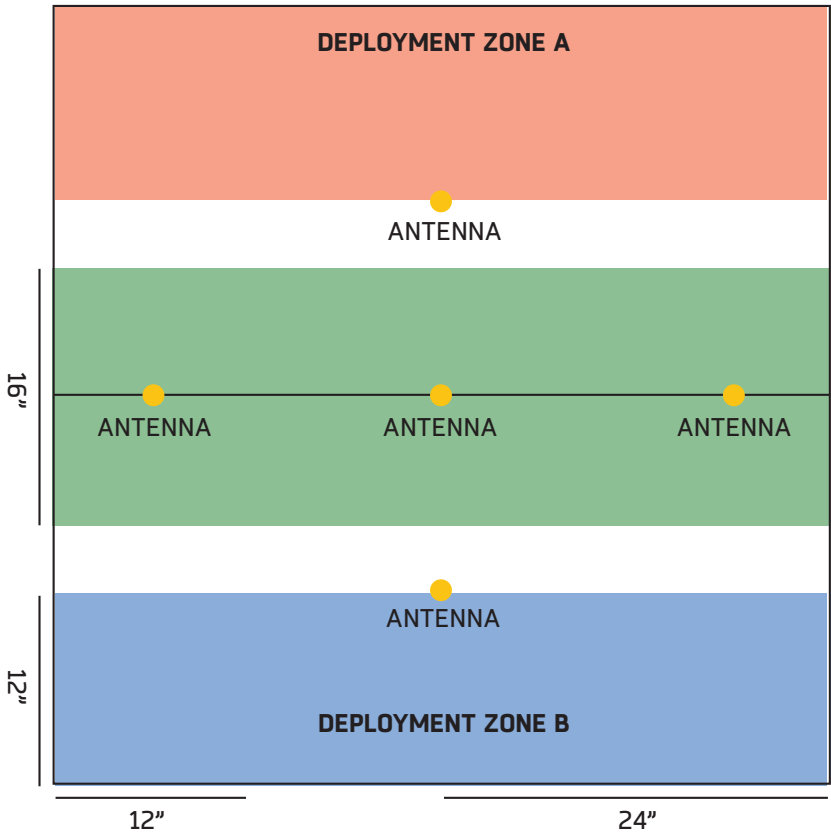 DEPLOYMENT ZONE A
ANTENNA
16”
ANTENNA ANTENNA ANTENNA
ANTENNA
12”
DEPLOYMENT ZONE B
12” 24”